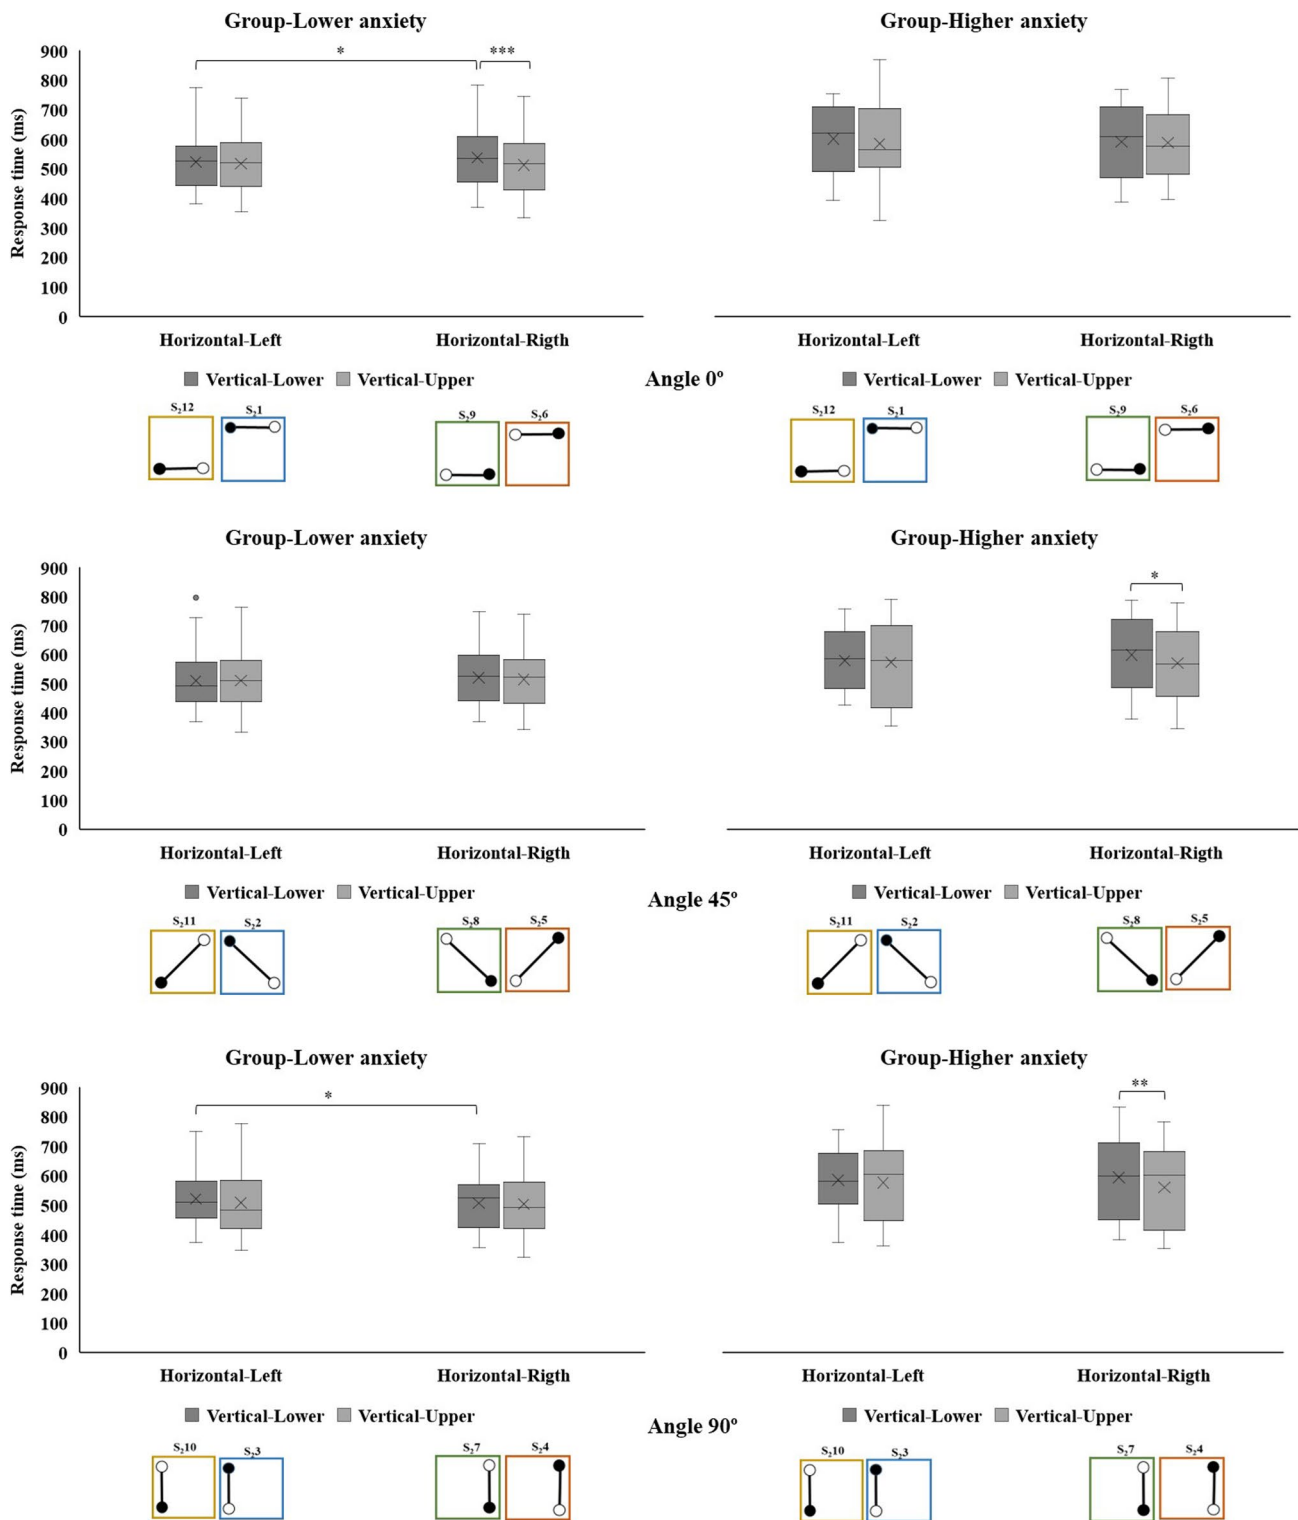 Group-Lower anxiety
Group-Higher anxiety
Response time (ms)
900
800
700
600
500
400
300
200
100
0
*
***
Horizontal-Left
Horizontal-Rigth
Horizontal-Left
Horizontal-Rigth
Vertical-Lower Vertical-Upper
Angle 0º
Vertical-Lower Vertical-Upper
S₂12 S₂1
S₂9 S₂6
S₂12 S₂1
S₂9 S₂6
Group-Lower anxiety
Group-Higher anxiety
Response time (ms)
900
800
700
600
500
400
300
200
100
0
*
Horizontal-Left
Horizontal-Rigth
Horizontal-Left
Horizontal-Rigth
Vertical-Lower Vertical-Upper
Angle 45º
Vertical-Lower Vertical-Upper
S₂11 S₂2
S₂8 S₂5
S₂11 S₂2
S₂8 S₂5
Group-Lower anxiety
Group-Higher anxiety
Response time (ms)
900
800
700
600
500
400
300
200
100
0
*
**
Horizontal-Left
Horizontal-Rigth
Horizontal-Left
Horizontal-Rigth
Vertical-Lower Vertical-Upper
Angle 90º
Vertical-Lower Vertical-Upper
S₂10 S₂3
S₂7 S₂4
S₂10 S₂3
S₂7 S₂4